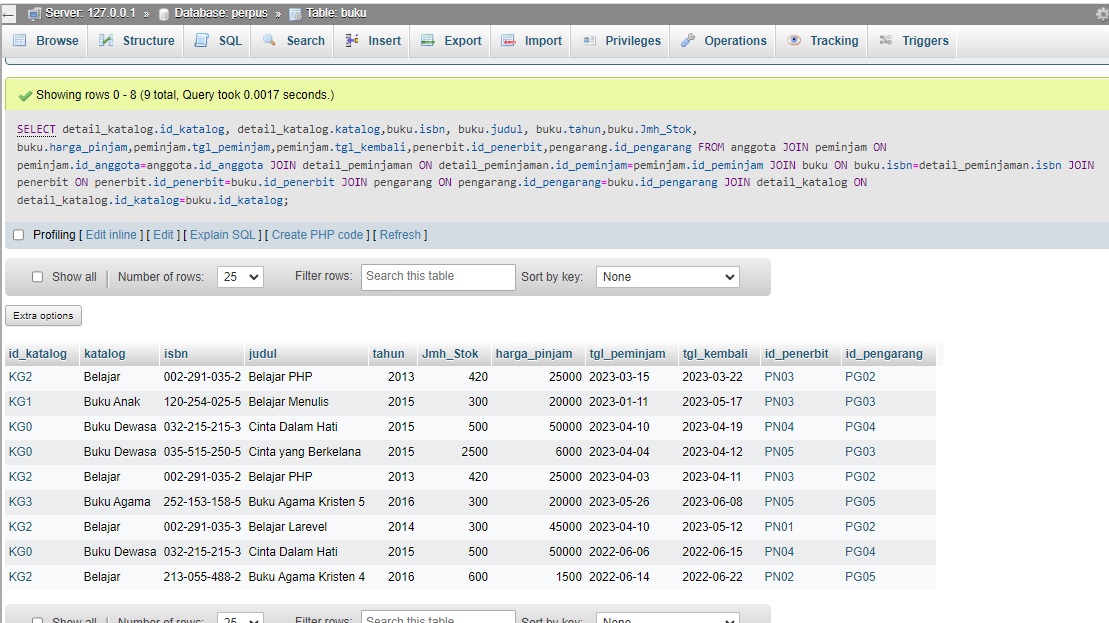 Server: 127.0.0.1 » Database: perpus » Table: buku
Browse Structure SQL Search Insert Export Import Privileges Operations Tracking Triggers
Showing rows 0 - 8 (9 total, Query took 0.0017 seconds.)
SELECT detail_katalog.id_katalog, detail_katalog.katalog,buku.isbn, buku.judul, buku.tahun,buku.Jmh_Stok,
buku.harga_pinjam,peminjam.tgl_peminjam,peminjam.tgl_kembali,penerbit.id_penerbit,pengarang.id_pengarang FROM anggota JOIN peminjam ON
peminjam.id_anggota=anggota.id_anggota JOIN detail_peminjaman ON detail_peminjaman.id_peminjam=peminjam.id_peminjam JOIN buku ON buku.isbn=detail_peminjaman.isbn JOIN
penerbit ON penerbit.id_penerbit=buku.id_penerbit JOIN pengarang ON pengarang.id_pengarang=buku.id_pengarang JOIN detail_katalog ON
detail_katalog.id_katalog=buku.id_katalog;
Profiling [ Edit inline ] [ Edit ] [ Explain SQL ] [ Create PHP code ] [ Refresh ]
Show all Number of rows: 25 Filter rows: Search this table Sort by key: None
Extra options
id_katalog katalog isbn judul tahun Jmh_Stok harga_pinjam tgl_peminjam tgl_kembali id_penerbit id_pengarang
KG2 Belajar 002-291-035-2 Belajar PHP 2013 420 25000 2023-03-15 2023-03-22 PN03 PG02
KG1 Buku Anak 120-254-025-5 Belajar Menulis 2015 300 20000 2023-01-11 2023-05-17 PN03 PG03
KG0 Buku Dewasa 032-215-215-3 Cinta Dalam Hati 2015 500 50000 2023-04-10 2023-04-19 PN04 PG04
KG0 Buku Dewasa 035-515-250-5 Cinta yang Berkelana 2015 2500 6000 2023-04-04 2023-04-12 PN05 PG03
KG2 Belajar 002-291-035-2 Belajar PHP 2013 420 25000 2023-04-03 2023-04-11 PN03 PG02
KG3 Buku Agama 252-153-158-5 Buku Agama Kristen 5 2016 300 20000 2023-05-26 2023-06-08 PN05 PG05
KG2 Belajar 002-291-035-3 Belajar Larevel 2014 300 45000 2023-04-10 2023-05-12 PN01 PG02
KG0 Buku Dewasa 032-215-215-3 Cinta Dalam Hati 2015 500 50000 2022-06-06 2022-06-15 PN04 PG04
KG2 Belajar 213-055-488-2 Buku Agama Kristen 4 2016 600 1500 2022-06-14 2022-06-22 PN02 PG05
Show all Number of rows: 25 Filter rows: Search this table Sort by key: None